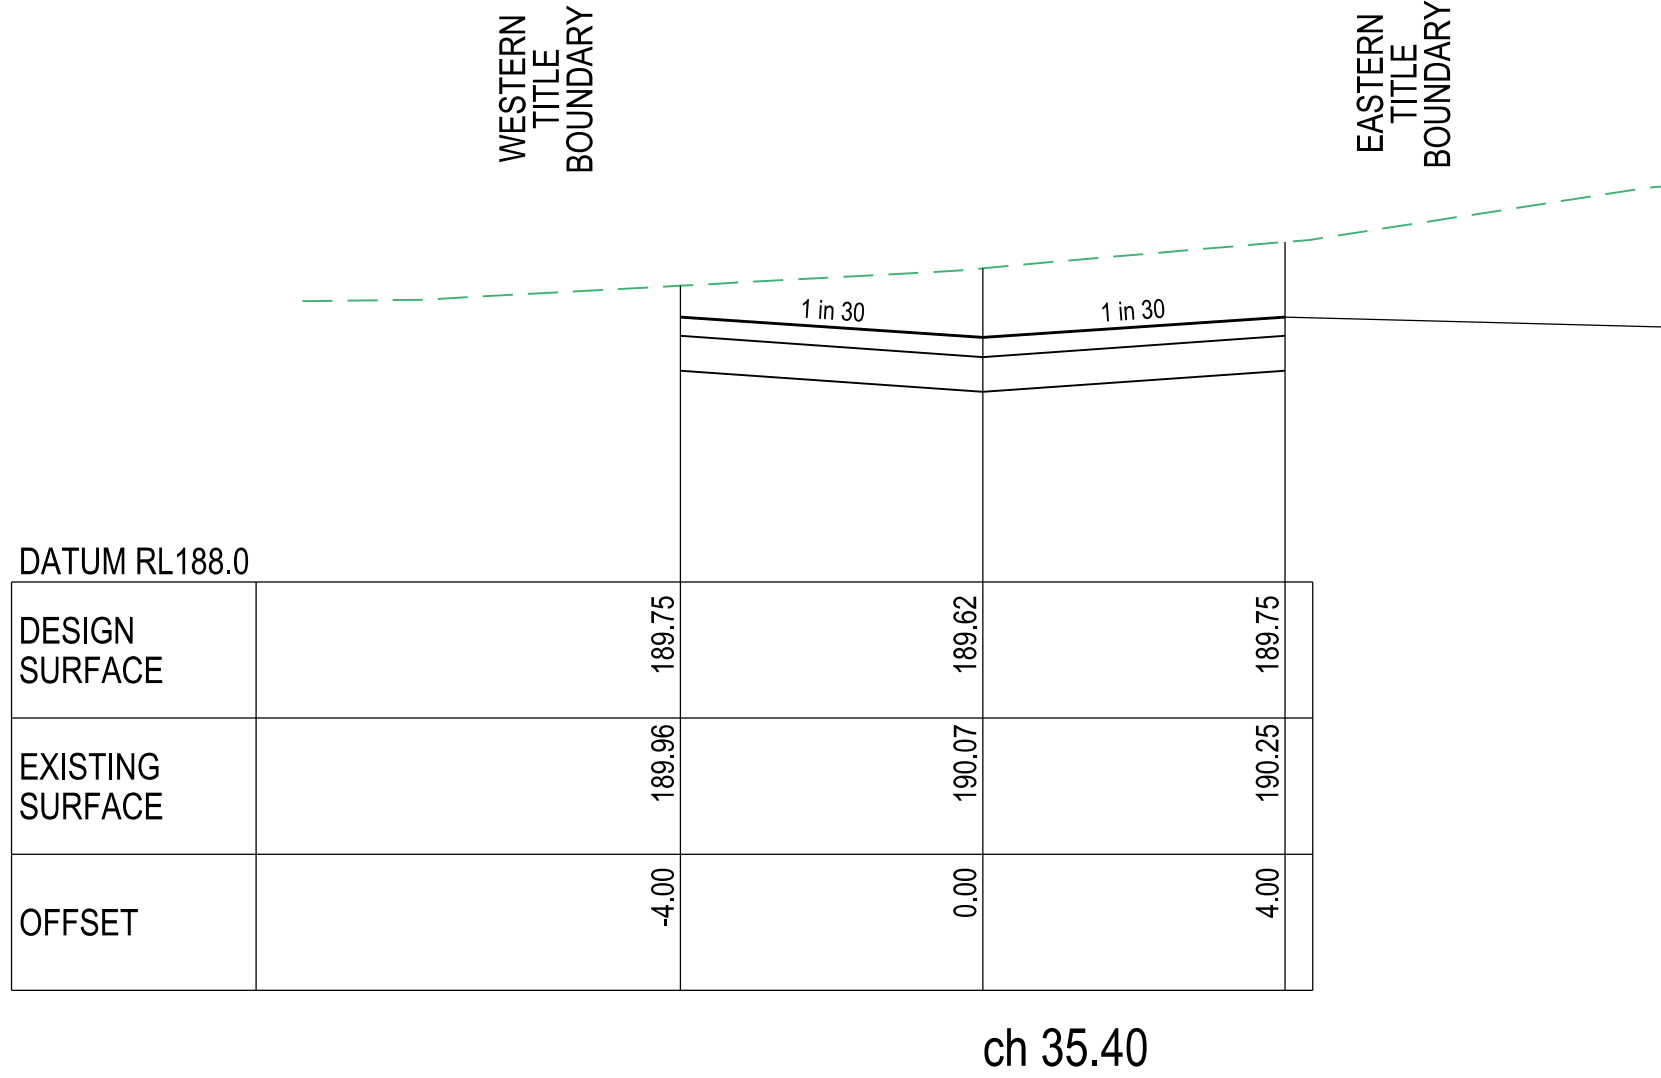 WESTERN
TITLE
BOUNDARY
EASTERN
TITLE
BOUNDARY
1 in 30
1 in 30
DATUM RL188.0
DESIGN
SURFACE
189.75
189.62
189.75
EXISTING
SURFACE
189.96
190.07
190.25
OFFSET
-4.00
0.00
4.00
ch 35.40